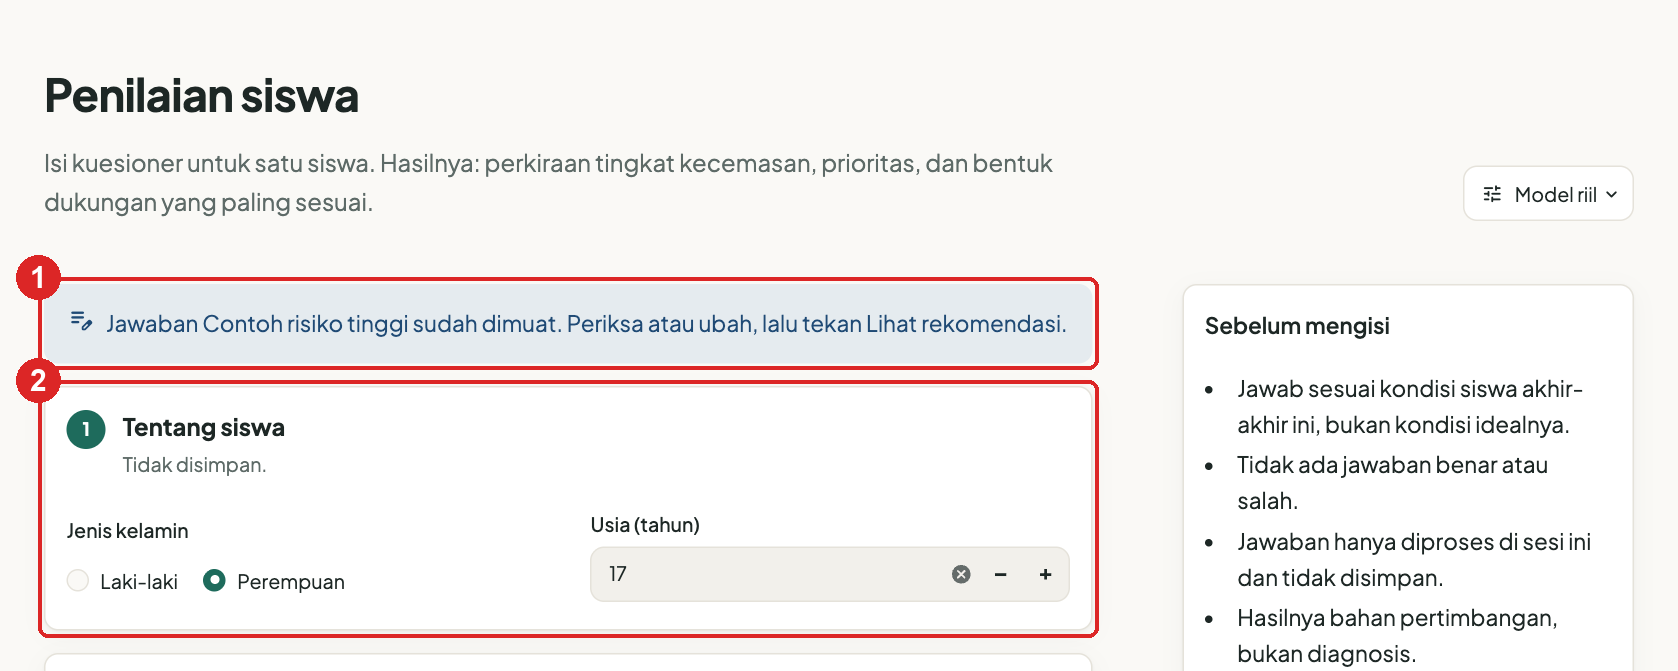 Penilaian siswa
Isi kuesioner untuk satu siswa. Hasilnya: perkiraan tingkat kecemasan, prioritas, dan bentuk
dukungan yang paling sesuai.
Model riil
1
Jawaban Contoh risiko tinggi sudah dimuat. Periksa atau ubah, lalu tekan Lihat rekomendasi.
2
1
Tentang siswa
Tidak disimpan.
Jenis kelamin
Laki-laki
Perempuan
Usia (tahun)
17
Sebelum mengisi
• Jawab sesuai kondisi siswa akhir-
akhir ini, bukan kondisi idealnya.
• Tidak ada jawaban benar atau
salah.
• Jawaban hanya diproses di sesi ini
dan tidak disimpan.
• Hasilnya bahan pertimbangan,
bukan diagnosis.